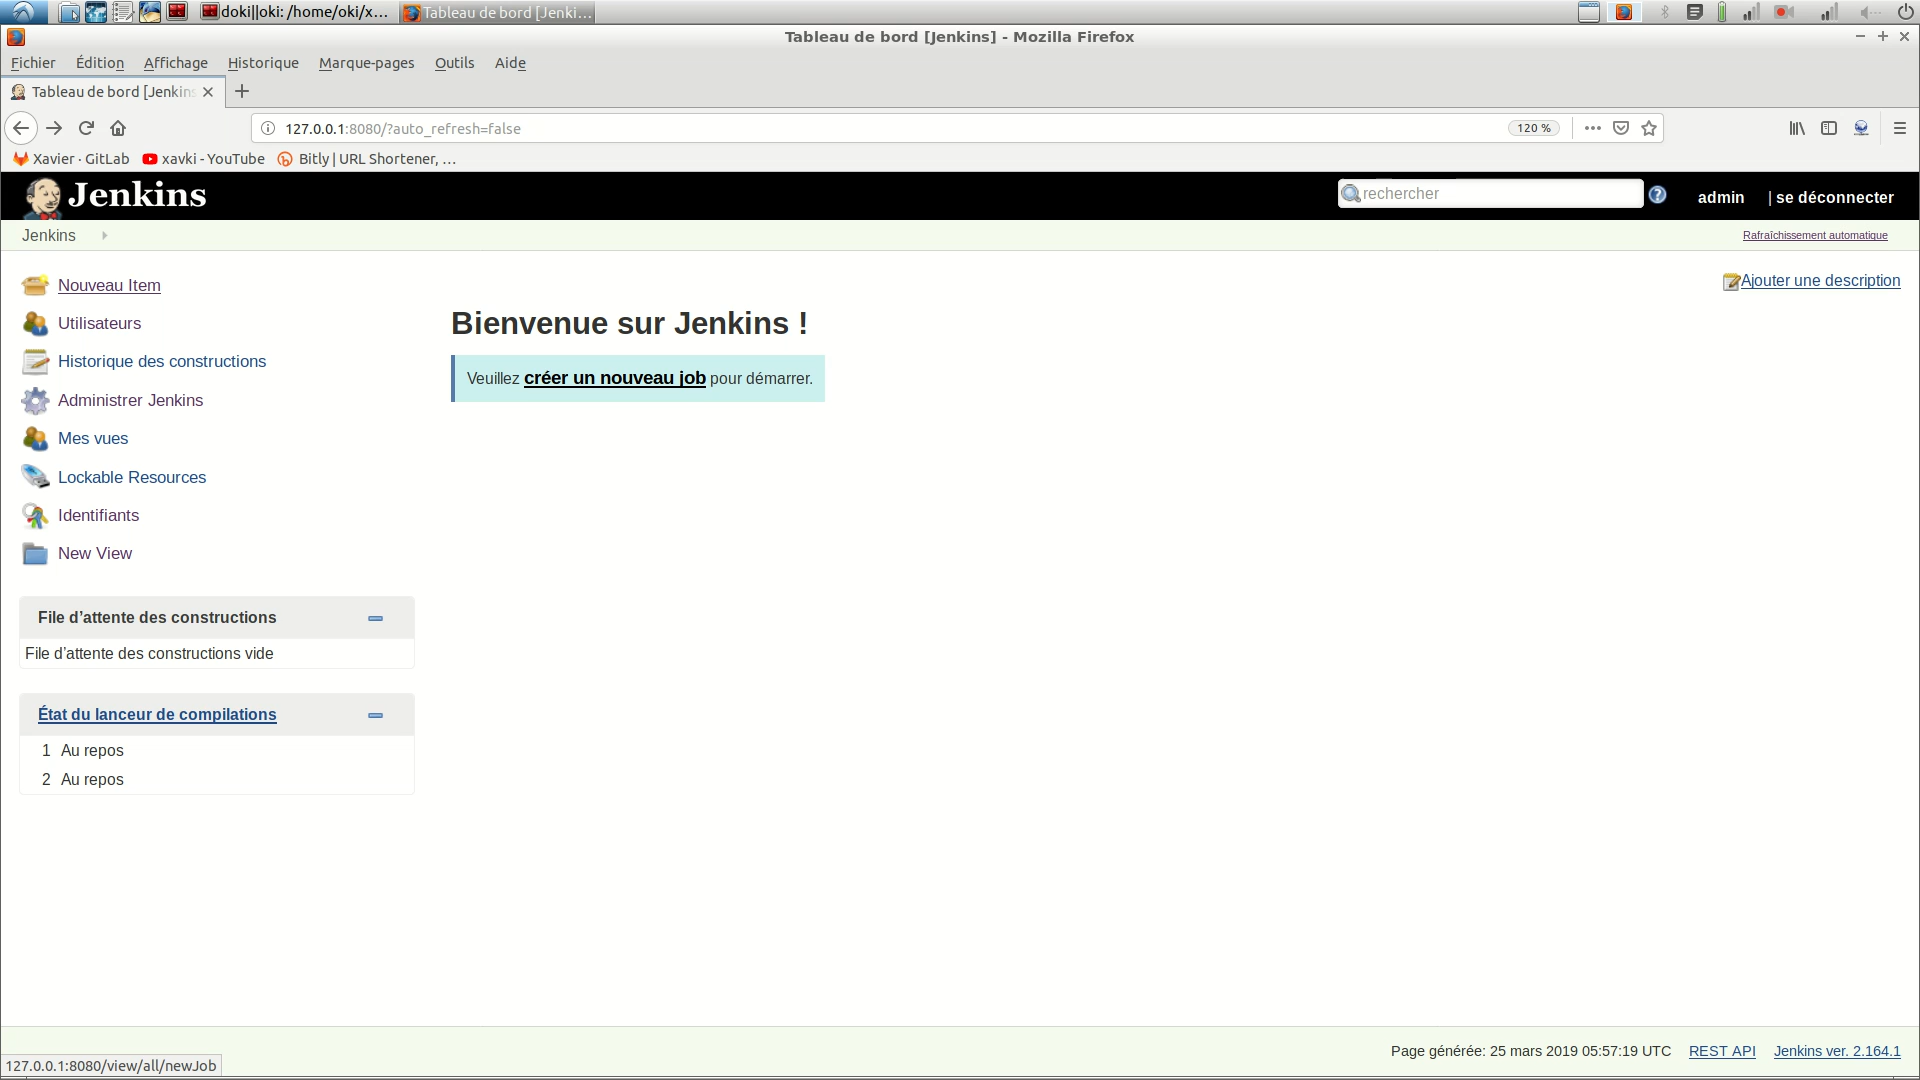 doki||oki: /home/oki/x...
Tableau de bord [Jenki...
Tableau de bord [Jenkins] - Mozilla Firefox
Fichier Édition Affichage Historique Marque-pages Outils Aide
Tableau de bord [Jenkins
127.0.0.1:8080/?auto_refresh=false
120 %
Xavier · GitLab
xavki - YouTube
Bitly | URL Shortener, ...
Jenkins
rechercher
admin
| se déconnecter
Jenkins
Rafraîchissement automatique
Nouveau Item
Utilisateurs
Historique des constructions
Administrer Jenkins
Mes vues
Lockable Resources
Identifiants
New View
Ajouter une description
Bienvenue sur Jenkins !
Veuillez créer un nouveau job pour démarrer.
File d’attente des constructions
File d’attente des constructions vide
État du lanceur de compilations
1 Au repos
2 Au repos
Page générée: 25 mars 2019 05:57:19 UTC
REST API
Jenkins ver. 2.164.1
127.0.0.1:8080/view/all/newJob